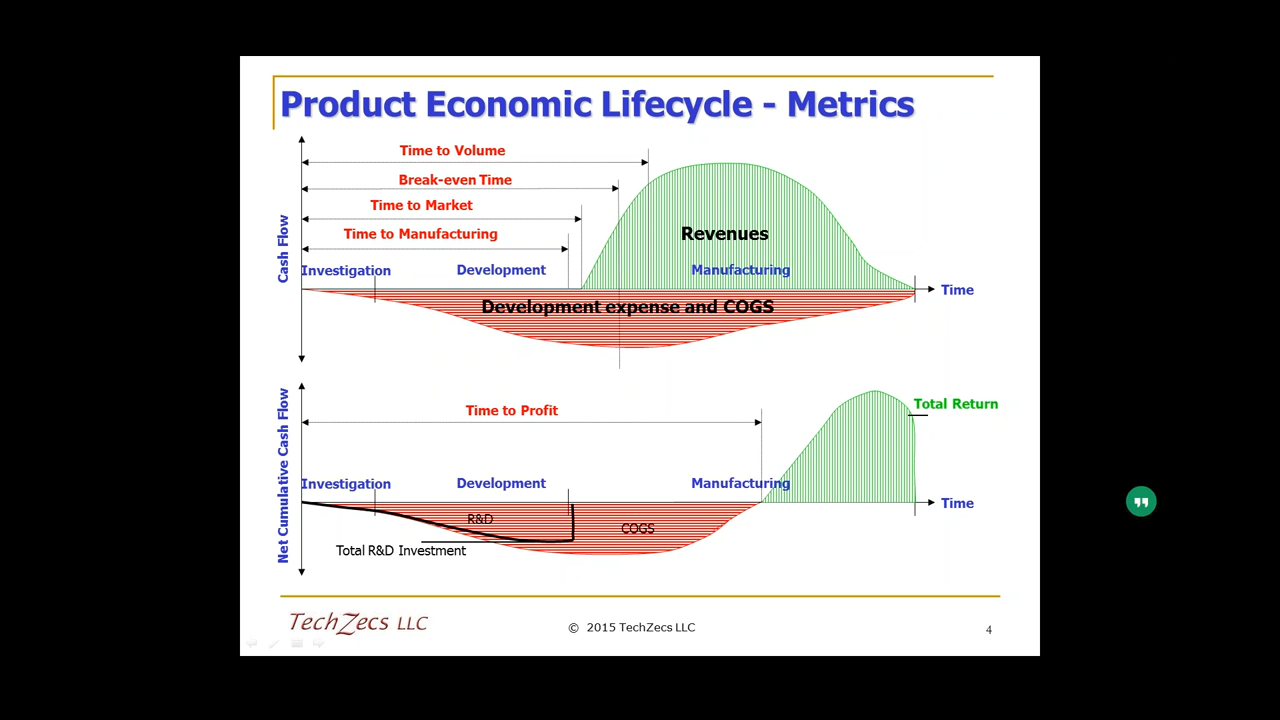 Product Economic Lifecycle - Metrics
Time to Volume
Break-even Time
Time to Market
Time to Manufacturing
Cash Flow
Revenues
Investigation
Development
Manufacturing
Time
Development expense and COGS
Net Cumulative Cash Flow
Time to Profit
Total Return
Investigation
Development
Manufacturing
Time
R&D
COGS
Total R&D Investment
TechZecs LLC
© 2015 TechZecs LLC
4